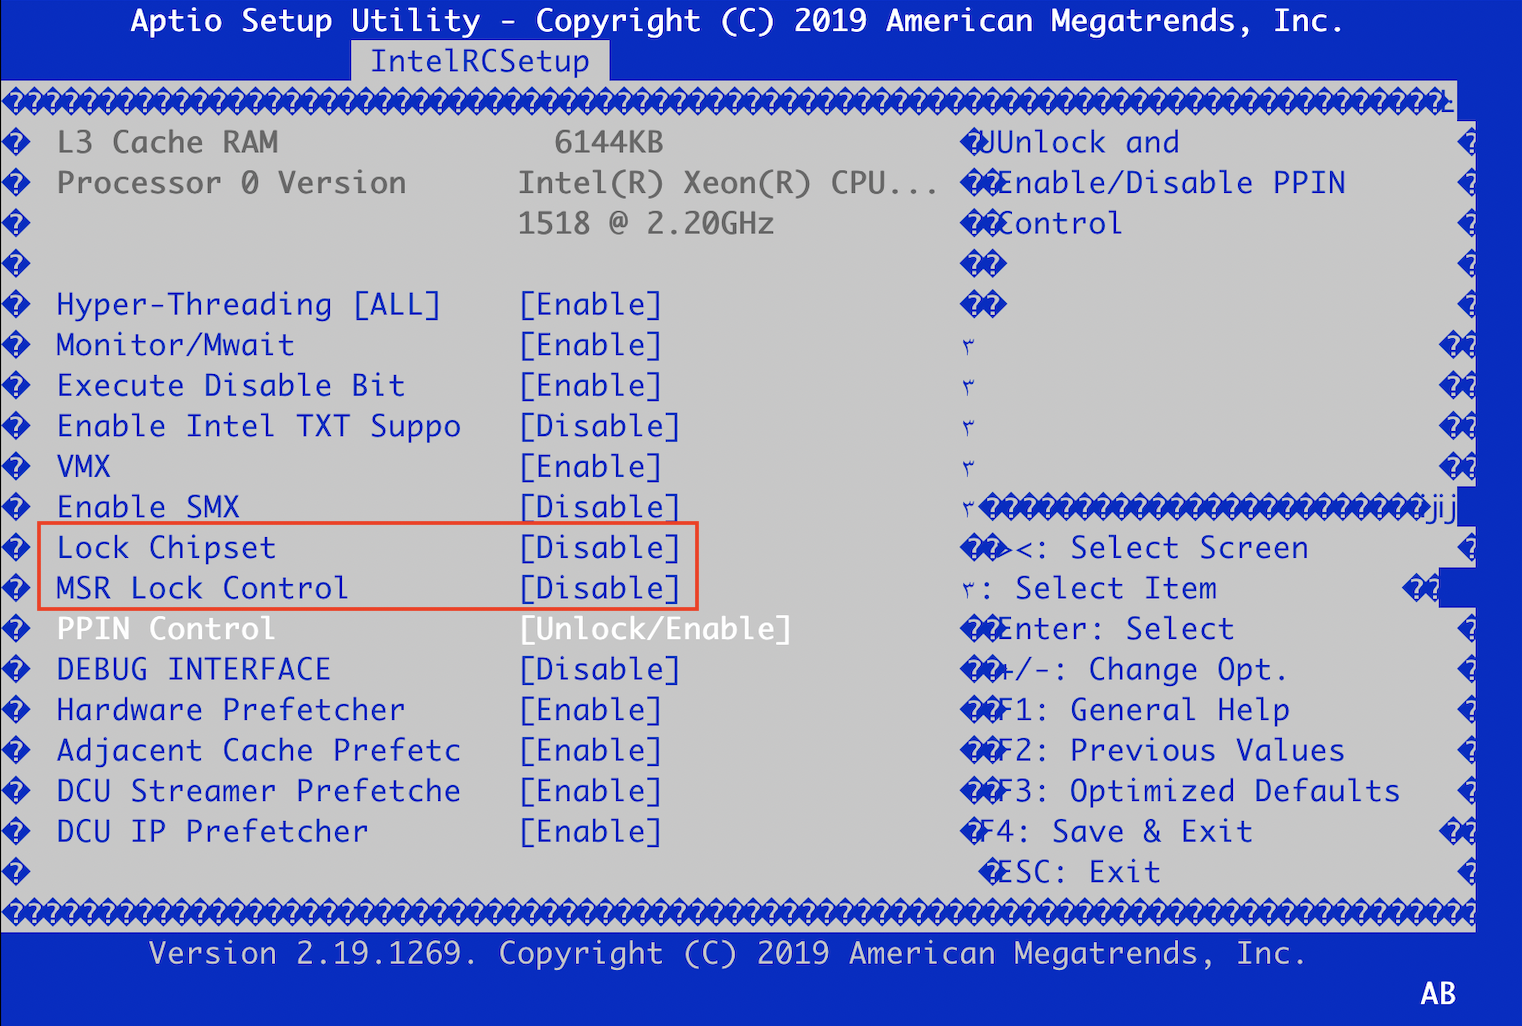 Aptio Setup Utility - Copyright (C) 2019 American Megatrends, Inc.
IntelRCSetup
L3 Cache RAM 6144KB
Unlock and
Processor 0 Version Intel(R) Xeon(R) CPU...
Enable/Disable PPIN
1518 @ 2.20GHz
Control
Hyper-Threading [ALL] [Enable]
Monitor/Mwait [Enable]
Execute Disable Bit [Enable]
Enable Intel TXT Suppo [Disable]
VMX [Enable]
Enable SMX [Disable]
Lock Chipset [Disable]
><: Select Screen
MSR Lock Control [Disable]
: Select Item
PPIN Control [Unlock/Enable]
Enter: Select
DEBUG INTERFACE [Disable]
+/-: Change Opt.
Hardware Prefetcher [Enable]
F1: General Help
Adjacent Cache Prefetc [Enable]
F2: Previous Values
DCU Streamer Prefetche [Enable]
F3: Optimized Defaults
DCU IP Prefetcher [Enable]
F4: Save & Exit
ESC: Exit
Version 2.19.1269. Copyright (C) 2019 American Megatrends, Inc.
AB